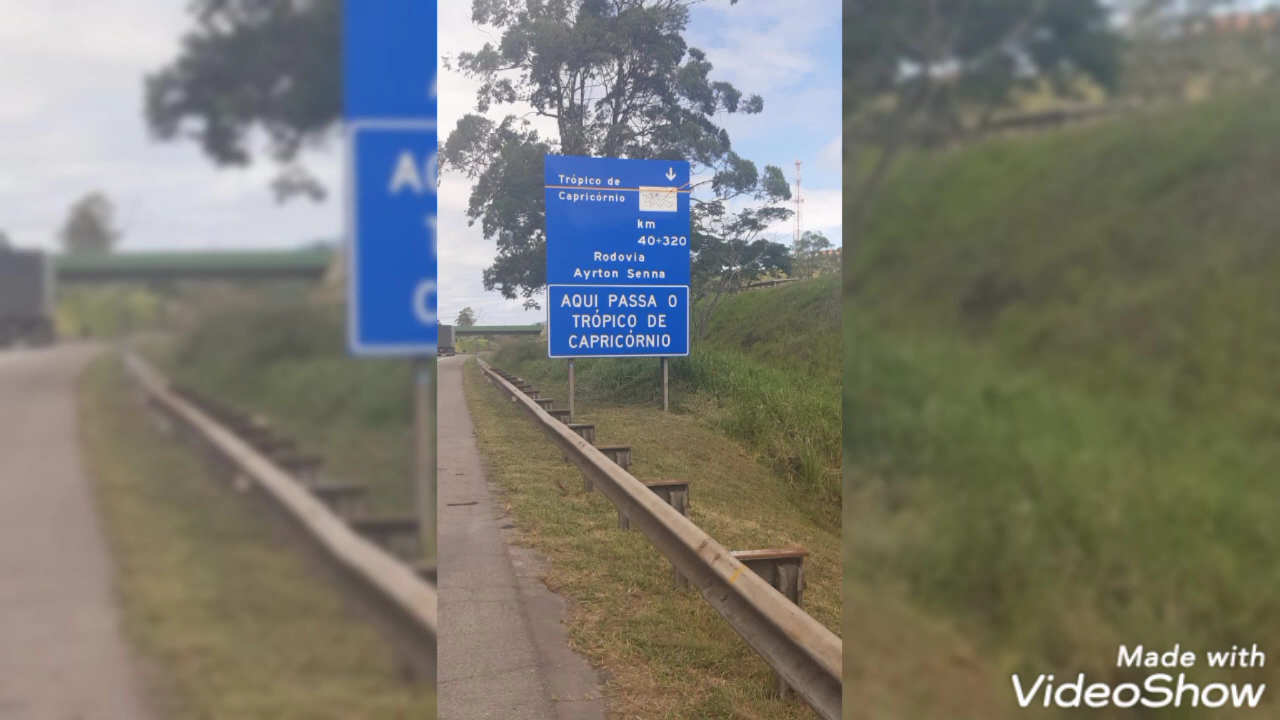 Trópico de
Capricórnio
km
40+320
Rodovia
Ayrton Senna
AQUI PASSA O
TRÓPICO DE
CAPRICÓRNIO
Made with
VideoShow